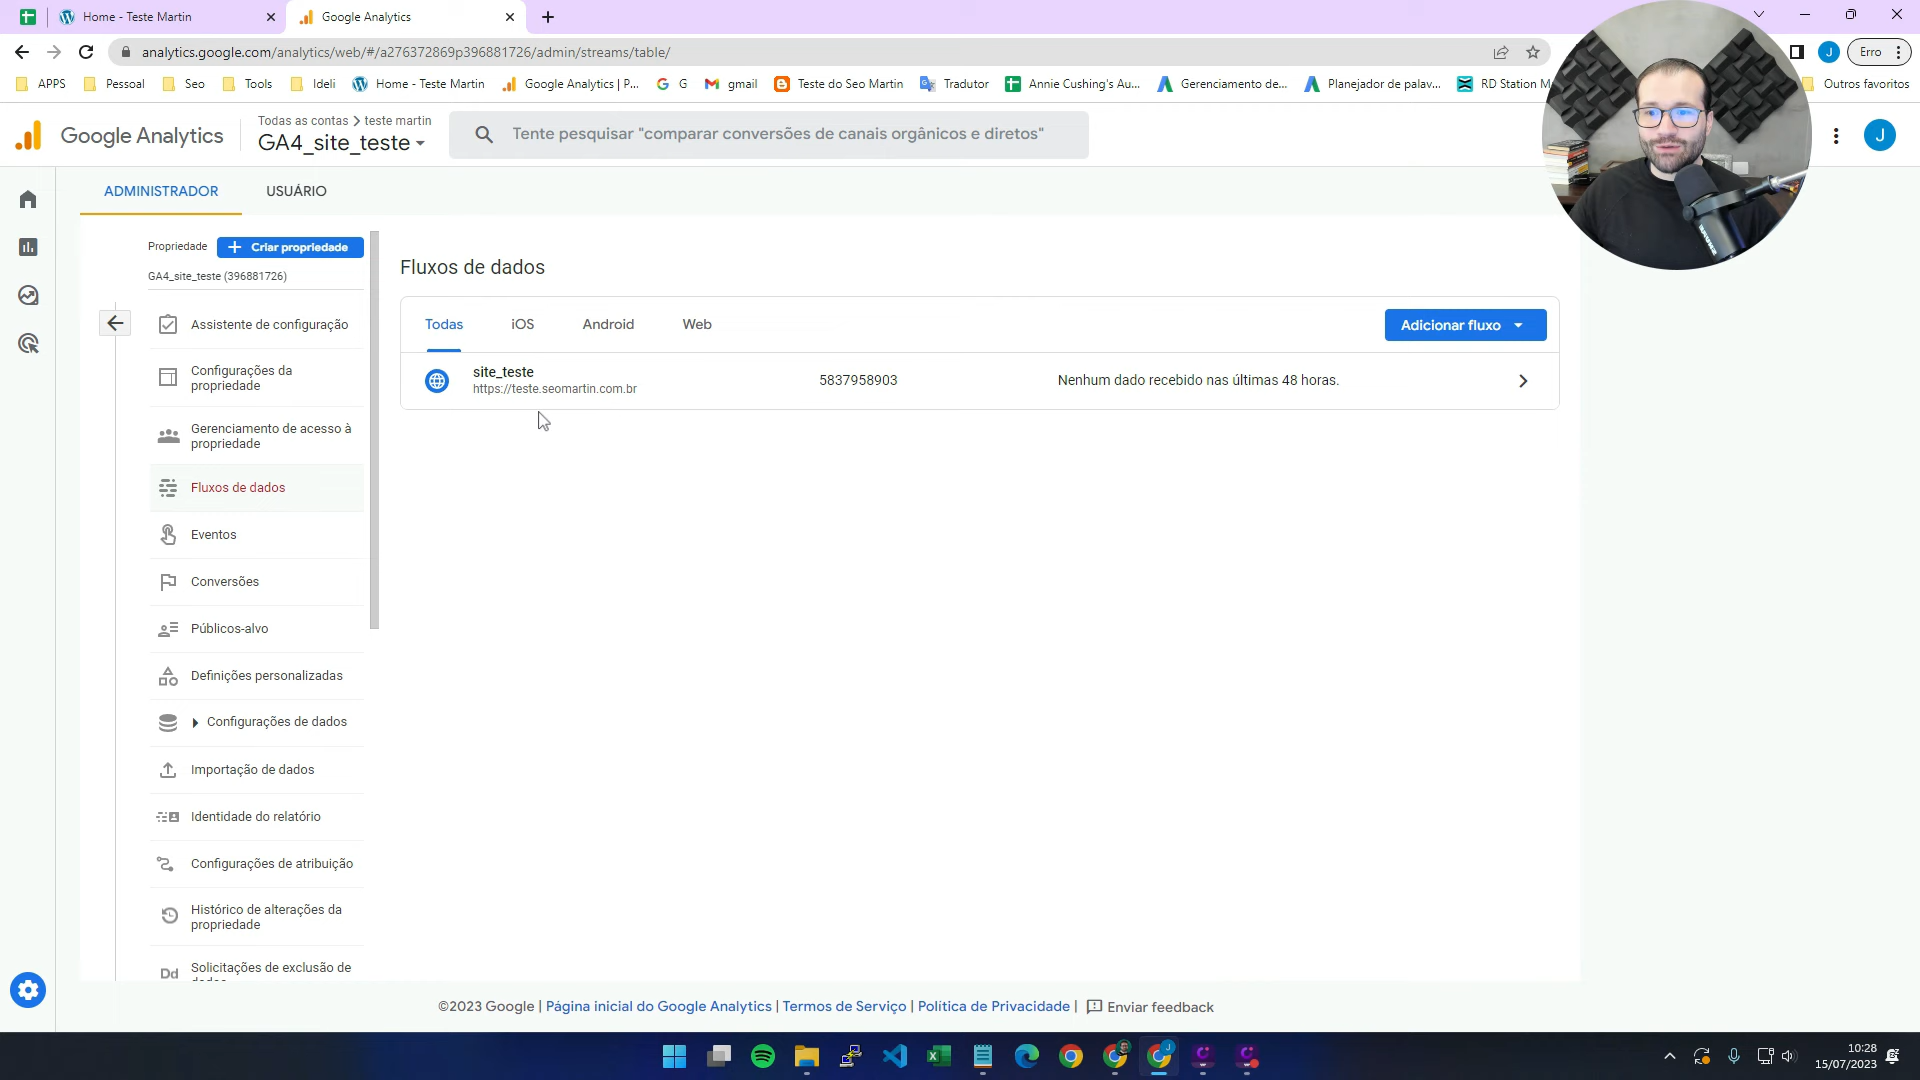 Home - Teste Martin
Google Analytics
analytics.google.com/analytics/web/#/a276372869p396881726/admin/streams/table/
J
Erro
APPS
Pessoal
Seo
Tools
Ideli
Home - Teste Martin
Google Analytics | P...
G
gmail
Teste do Seo Martin
Tradutor
Annie Cushing's Au...
Gerenciamento de...
Planejador de palav...
RD Station M
Outros favoritos
Google Analytics
Todas as contas > teste martin
GA4_site_teste
Tente pesquisar "comparar conversões de canais orgânicos e diretos"
J
ADMINISTRADOR
USUÁRIO
Propriedade
+ Criar propriedade
GA4_site_teste (396881726)
Assistente de configuração
Configurações da
propriedade
Gerenciamento de acesso à
propriedade
Fluxos de dados
Eventos
Conversões
Públicos-alvo
Definições personalizadas
Configurações de dados
Importação de dados
Identidade do relatório
Configurações de atribuição
Histórico de alterações da
propriedade
Dd
Solicitações de exclusão de
Fluxos de dados
Todas
iOS
Android
Web
Adicionar fluxo
site_teste
https://teste.seomartin.com.br
5837958903
Nenhum dado recebido nas últimas 48 horas.
©2023 Google | Página inicial do Google Analytics | Termos de Serviço | Política de Privacidade | Enviar feedback
10:28
15/07/2023